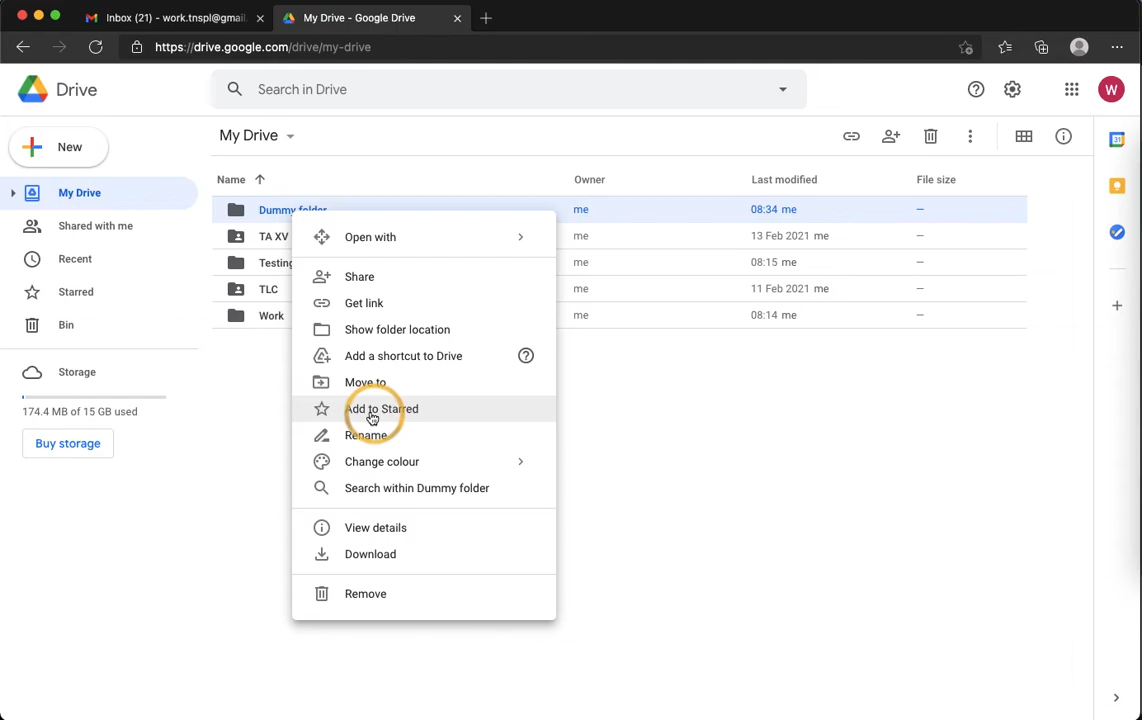 Inbox (21) - work.tnspl@gmail
My Drive - Google Drive
https://drive.google.com/drive/my-drive
Drive
Search in Drive
W
New
My Drive
31
Name
Owner
Last modified
File size
My Drive
Dummy folder
me
08:34 me
–
Shared with me
TA XV
me
13 Feb 2021 me
–
Recent
Testing
me
08:15 me
–
Starred
TLC
me
11 Feb 2021 me
–
Bin
Work
me
08:14 me
–
Storage
174.4 MB of 15 GB used
Buy storage
Open with
Share
Get link
Show folder location
Add a shortcut to Drive
Move to
Add to Starred
Rename
Change colour
Search within Dummy folder
View details
Download
Remove